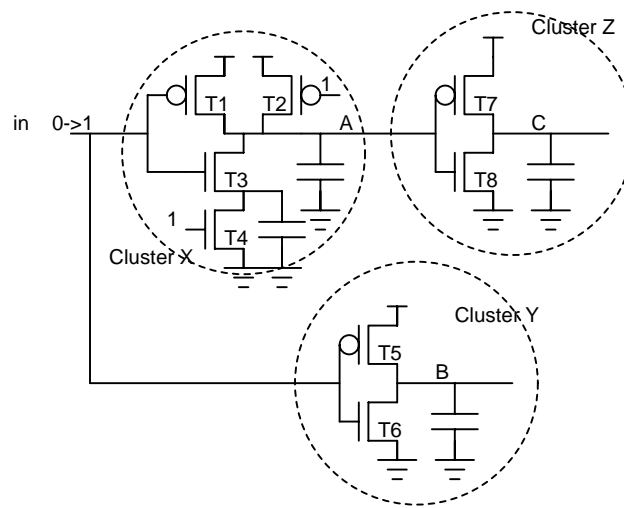 Cluster Z
T1 T2 1
T7
in 0->1
A
C
T3
T8
1
T4
Cluster X
Cluster Y
T5
B
T6